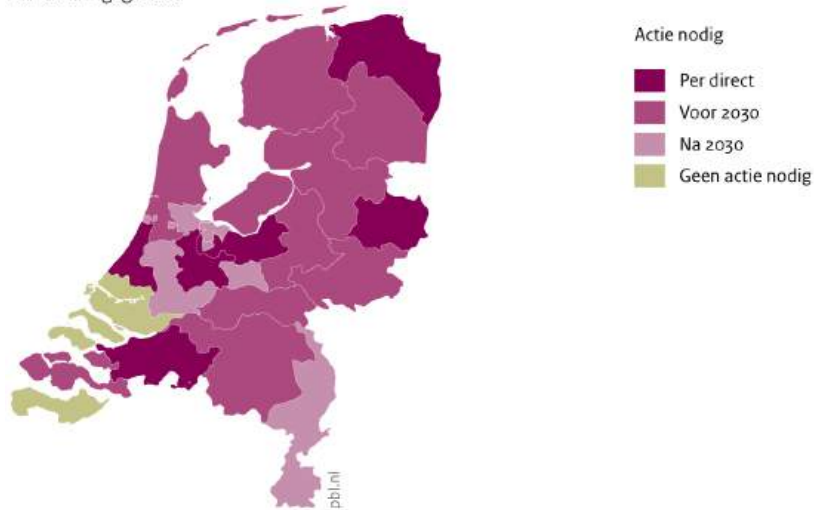 Actie nodig
Per direct
Voor 2030
Na 2030
Geen actie nodig
pbl.nl